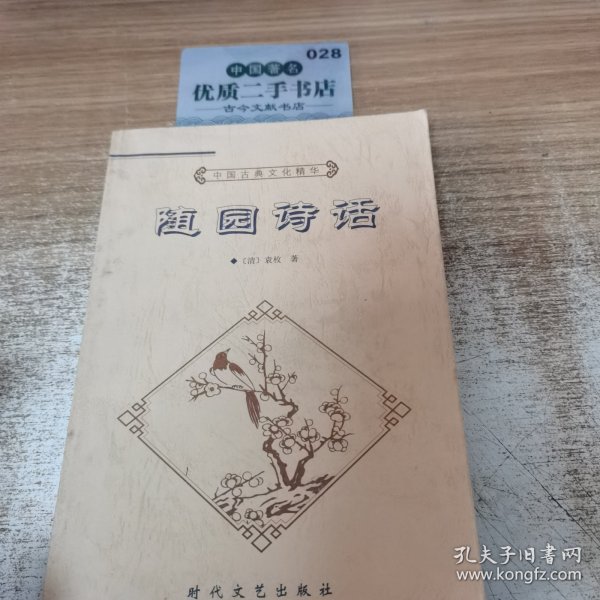 028
中国著名
优质二手书店
古今文献书店
中国古典文化精华
随园诗话
◆〔清〕袁枚 著
时代文艺出版社
孔夫子旧书网
www.kongfz.com